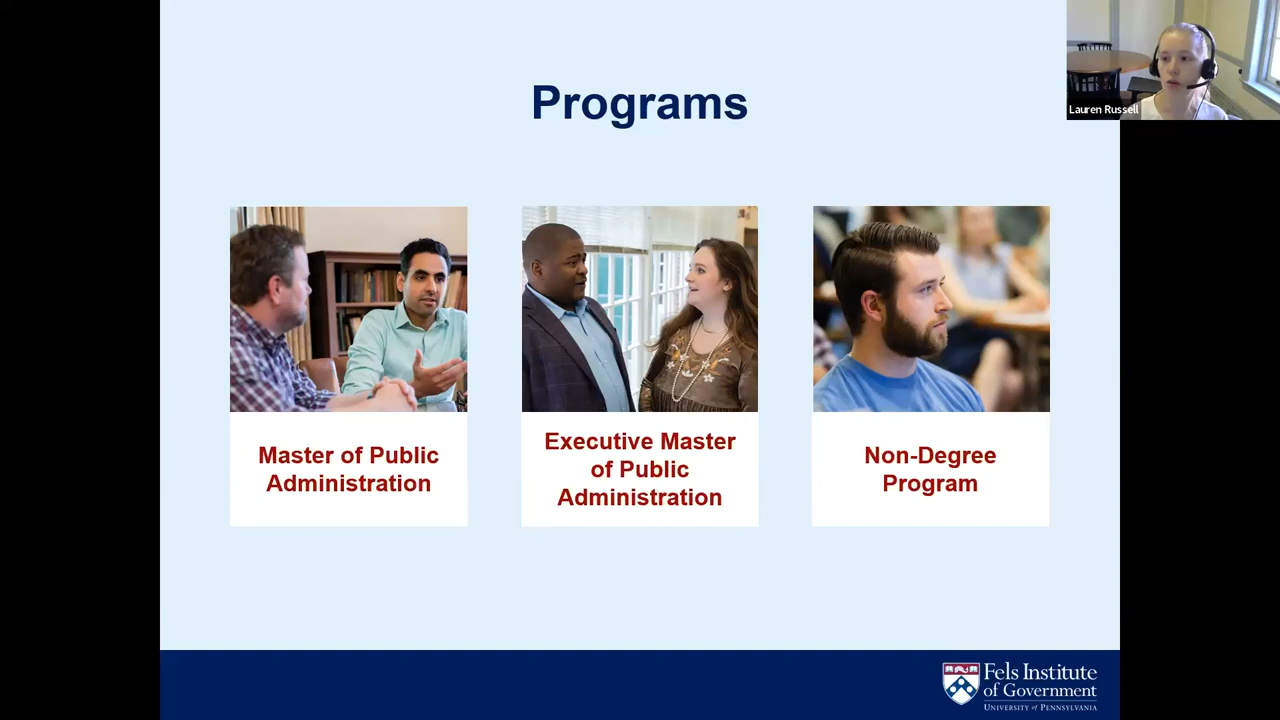 Programs
Lauren Russell
Master of Public
Administration
Executive Master
of Public
Administration
Non-Degree
Program
Fels Institute
of Government
UNIVERSITY of PENNSYLVANIA